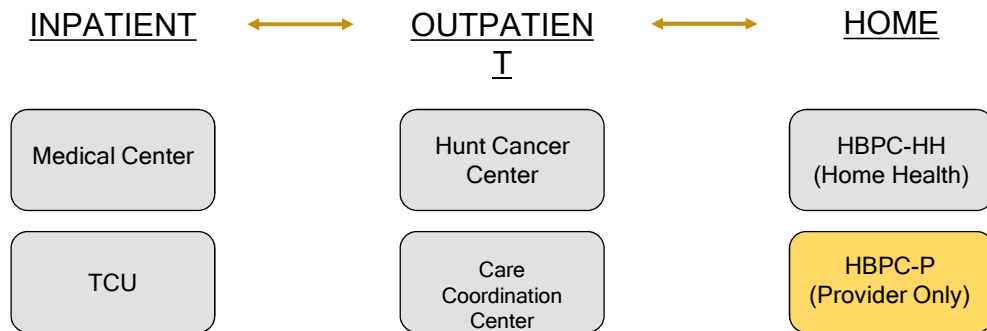 INPATIENT
OUTPATIEN
T
HOME
Medical Center
Hunt Cancer
Center
HBPC-HH
(Home Health)
TCU
Care
Coordination
Center
HBPC-P
(Provider Only)